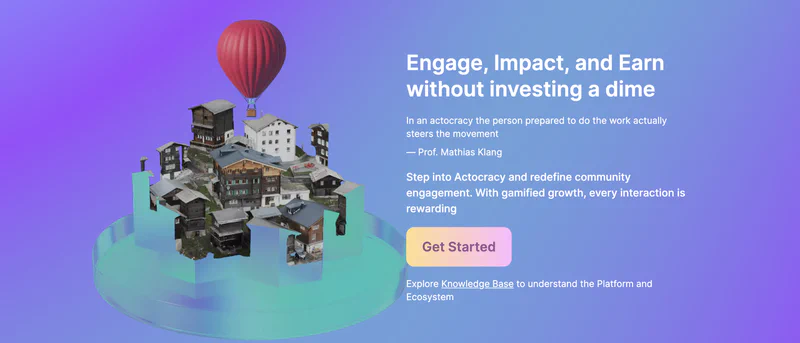 Engage, Impact, and Earn
without investing a dime
In an actocracy the person prepared to do the work actually
steers the movement
— Prof. Mathias Klang
Step into Actocracy and redefine community
engagement. With gamified growth, every interaction is
rewarding
Get Started
Explore Knowledge Base to understand the Platform and
Ecosystem